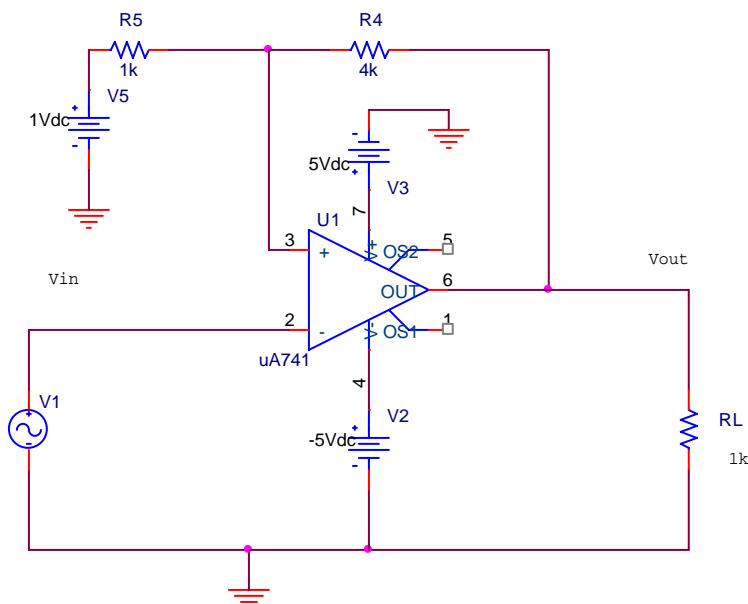 R5
R4
1k
4k
V5
1Vdc
5Vdc
V3
7
U1
3
+
V+
OS2
5
Vin
Vout
OUT
6
2
-
V-
OS1
1
uA741
4
V1
V2
-5Vdc
RL
1k